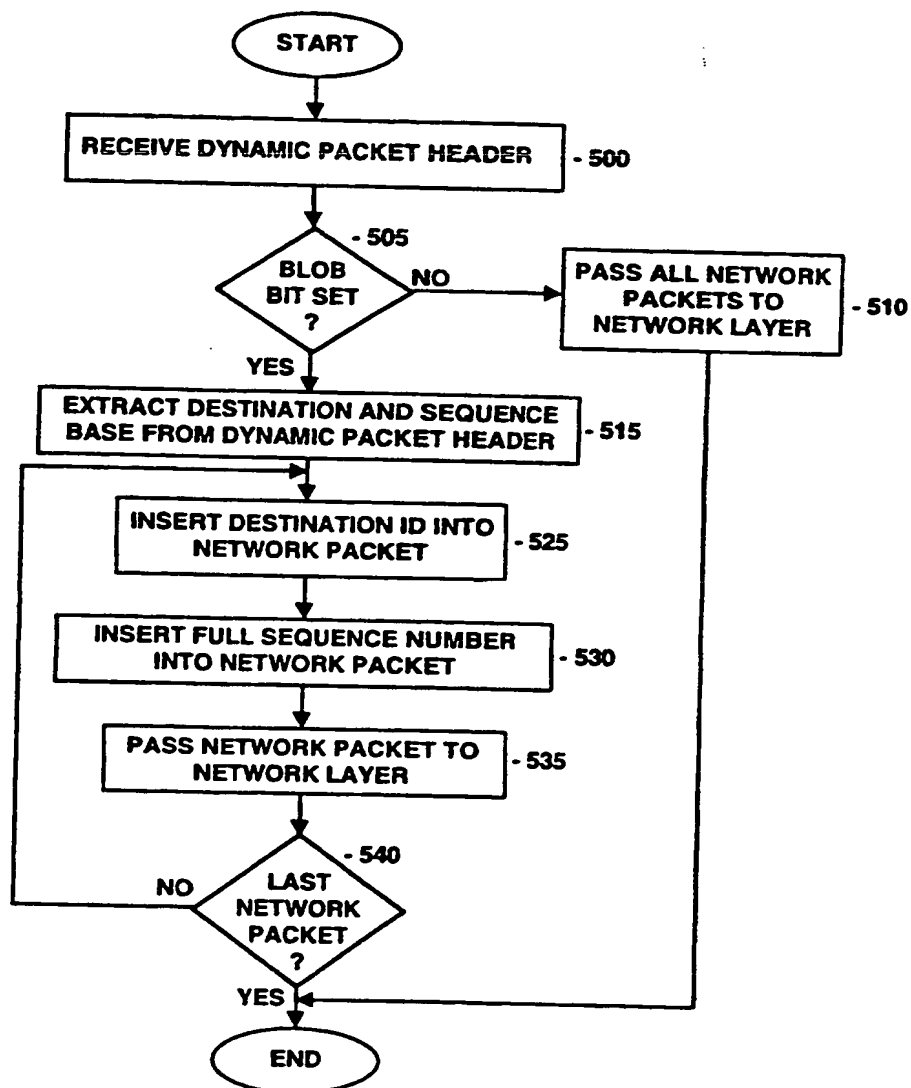 START
RECEIVE DYNAMIC PACKET HEADER
- 500
- 505
BLOB
BIT SET
?
NO
PASS ALL NETWORK
PACKETS TO
NETWORK LAYER
- 510
YES
EXTRACT DESTINATION AND SEQUENCE
BASE FROM DYNAMIC PACKET HEADER
- 515
INSERT DESTINATION ID INTO
NETWORK PACKET
- 525
INSERT FULL SEQUENCE NUMBER
INTO NETWORK PACKET
- 530
PASS NETWORK PACKET TO
NETWORK LAYER
- 535
- 540
NO
LAST
NETWORK
PACKET
?
YES
END